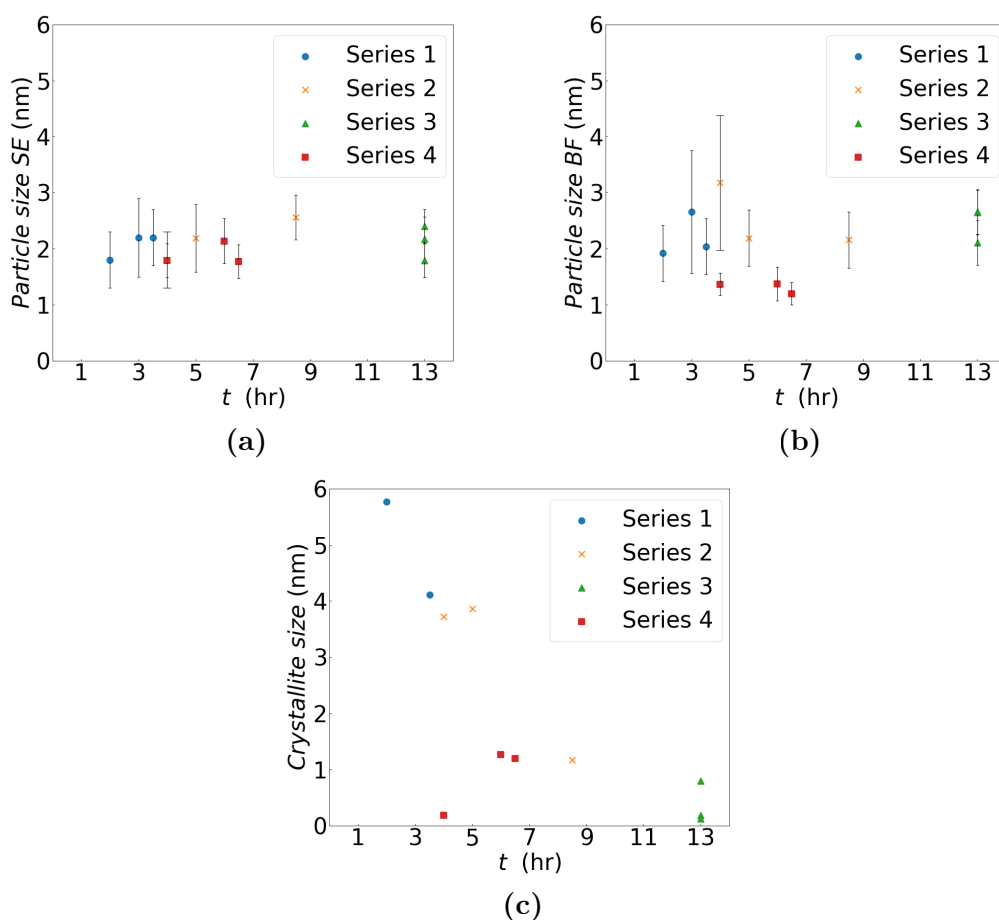 6
5
4
3
2
1
0
Particle size SE (nm)
Series 1
Series 2
Series 3
Series 4
1 3 5 7 9 11 13
t (hr)
(a)
6
5
4
3
2
1
0
Particle size BF (nm)
Series 1
Series 2
Series 3
Series 4
1 3 5 7 9 11 13
t (hr)
(b)
6
5
4
3
2
1
0
Crystallite size (nm)
Series 1
Series 2
Series 3
Series 4
1 3 5 7 9 11 13
t (hr)
(c)